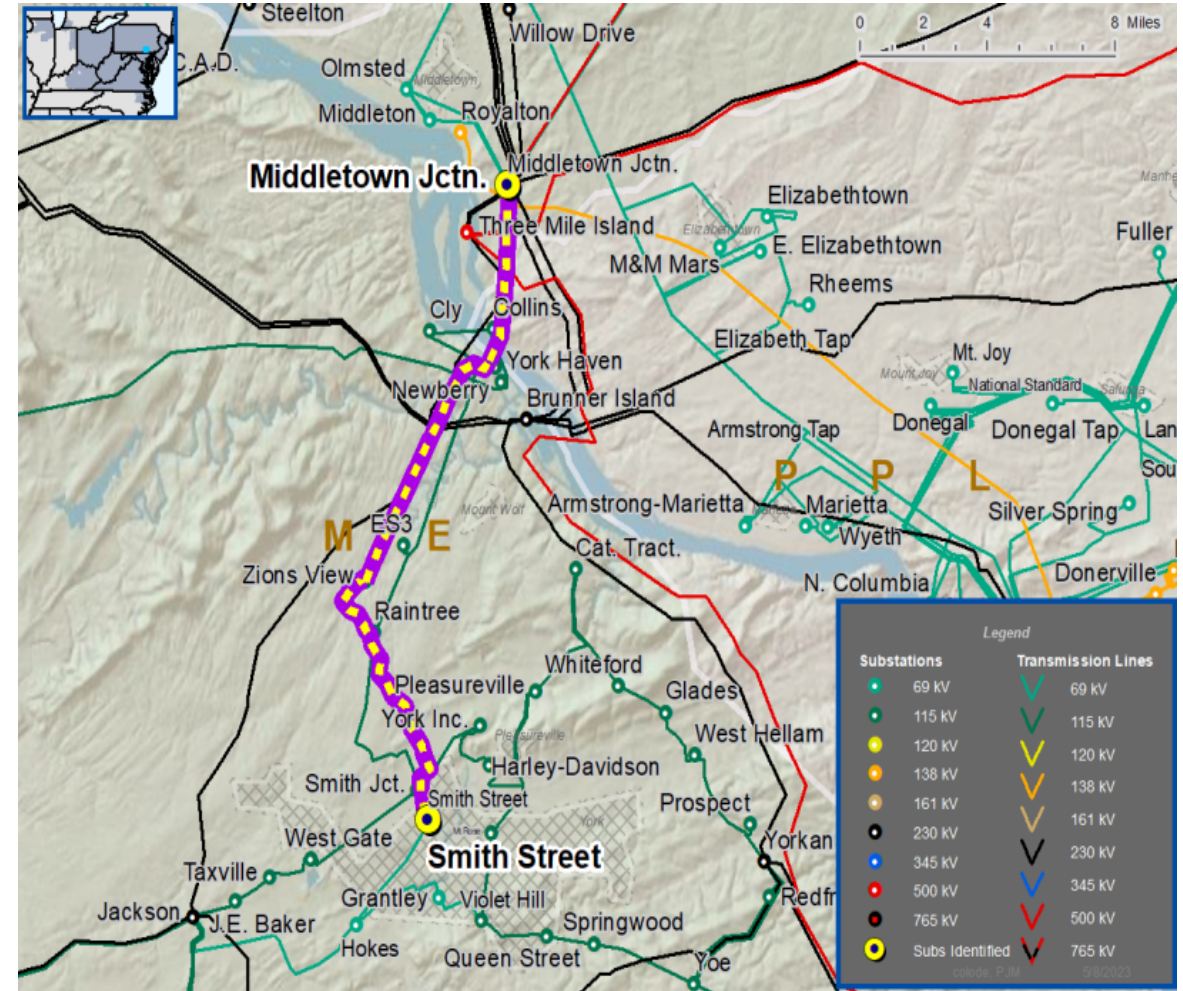 Steelton
Willow Drive
0 2 4 8 Miles
C.A.D.
Olmsted
Middletown
Middleton
Royalton
Middletown Jctn.
Middletown Jctn.
Elizabethtown
Three Mile Island
Elizabethtown
E. Elizabethtown
Fuller
M&M Mars
Rheems
Cly
Collins
Elizabeth Tap
York Haven
Mt. Joy
Mount Joy
Newberry
Brunner Island
National Standard
Salunga
Donegal
Donegal Tap
Lan
Armstrong Tap
Sou
P P L
Armstrong-Marietta
Marietta
Silver Spring
Mount Wolf
Wyeth
ES3
M E
Cat. Tract.
Donerville
Zions View
N. Columbia
Raintree
Whiteford
Pleasureville
Glades
York Inc.
Pleasureville
West Hellam
Harley-Davidson
Smith Jct.
Smith Street
Prospect
York
West Gate
Yorkan
Smith Street
Taxville
Grantley
Violet Hill
Redfr
Jackson
J.E. Baker
Springwood
Hokes
Queen Street
Yoe
Legend
Substations Transmission Lines
69 kV 69 kV
115 kV 115 kV
120 kV 120 kV
138 kV 138 kV
161 kV 161 kV
230 kV 230 kV
345 kV 345 kV
500 kV 500 kV
765 kV 765 kV
Subs Identified
colode, PJM 5/8/2023